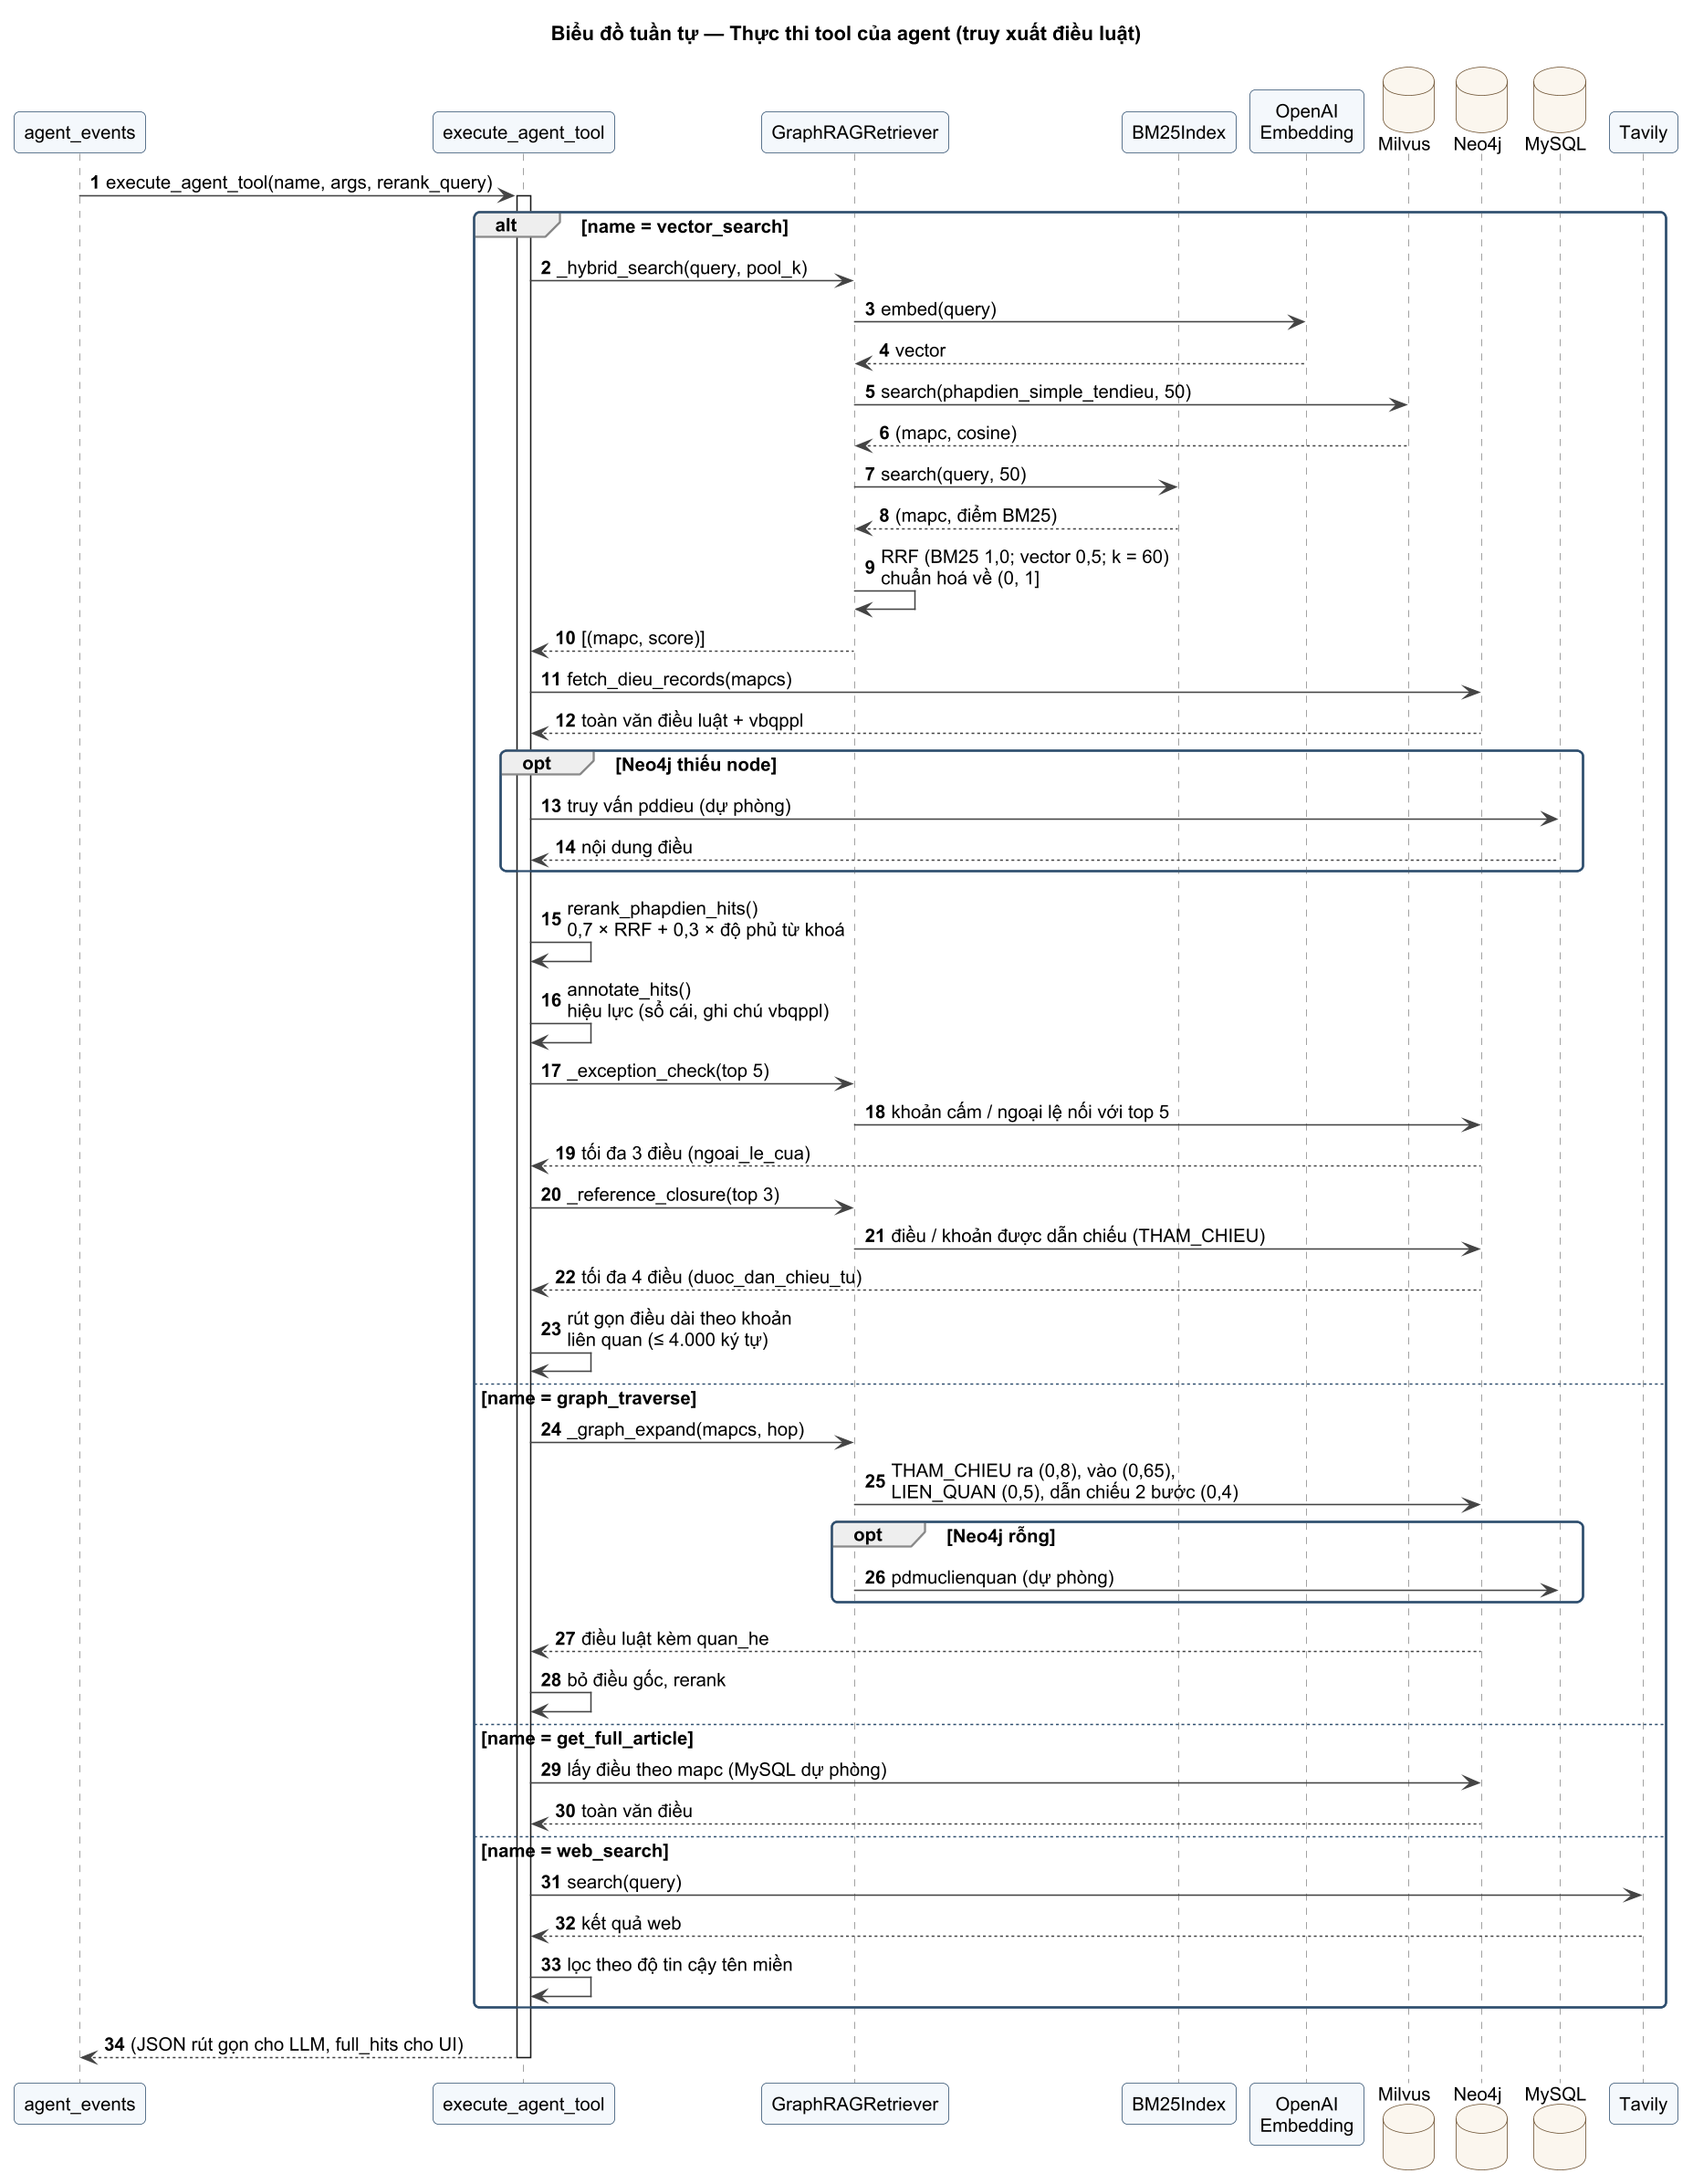 Biểu đồ tuần tự — Thực thi tool của agent (truy xuất điều luật)
agent_events
execute_agent_tool
GraphRAGRetriever
BM25Index
OpenAI
Embedding
Milvus
Neo4j
MySQL
Tavily
1 execute_agent_tool(name, args, rerank_query)
alt [name = vector_search]
2 _hybrid_search(query, pool_k)
3 embed(query)
4 vector
5 search(phapdien_simple_tendieu, 50)
6 (mapc, cosine)
7 search(query, 50)
8 (mapc, điểm BM25)
9 RRF (BM25 1,0; vector 0,5; k = 60)
chuẩn hoá về (0, 1]
10 [(mapc, score)]
11 fetch_dieu_records(mapcs)
12 toàn văn điều luật + vbqppl
opt [Neo4j thiếu node]
13 truy vấn pddieu (dự phòng)
14 nội dung điều
15 rerank_phapdien_hits()
0,7 × RRF + 0,3 × độ phủ từ khoá
16 annotate_hits()
hiệu lực (sổ cái, ghi chú vbqppl)
17 _exception_check(top 5)
18 khoản cấm / ngoại lệ nối với top 5
19 tối đa 3 điều (ngoai_le_cua)
20 _reference_closure(top 3)
21 điều / khoản được dẫn chiếu (THAM_CHIEU)
22 tối đa 4 điều (duoc_dan_chieu_tu)
23 rút gọn điều dài theo khoản
liên quan (≤ 4.000 ký tự)
[name = graph_traverse]
24 _graph_expand(mapcs, hop)
25 THAM_CHIEU ra (0,8), vào (0,65),
LIEN_QUAN (0,5), dẫn chiếu 2 bước (0,4)
opt [Neo4j rỗng]
26 pdmuclienquan (dự phòng)
27 điều luật kèm quan_he
28 bỏ điều gốc, rerank
[name = get_full_article]
29 lấy điều theo mapc (MySQL dự phòng)
30 toàn văn điều
[name = web_search]
31 search(query)
32 kết quả web
33 lọc theo độ tin cậy tên miền
34 (JSON rút gọn cho LLM, full_hits cho UI)
agent_events
execute_agent_tool
GraphRAGRetriever
BM25Index
OpenAI
Embedding
Milvus
Neo4j
MySQL
Tavily